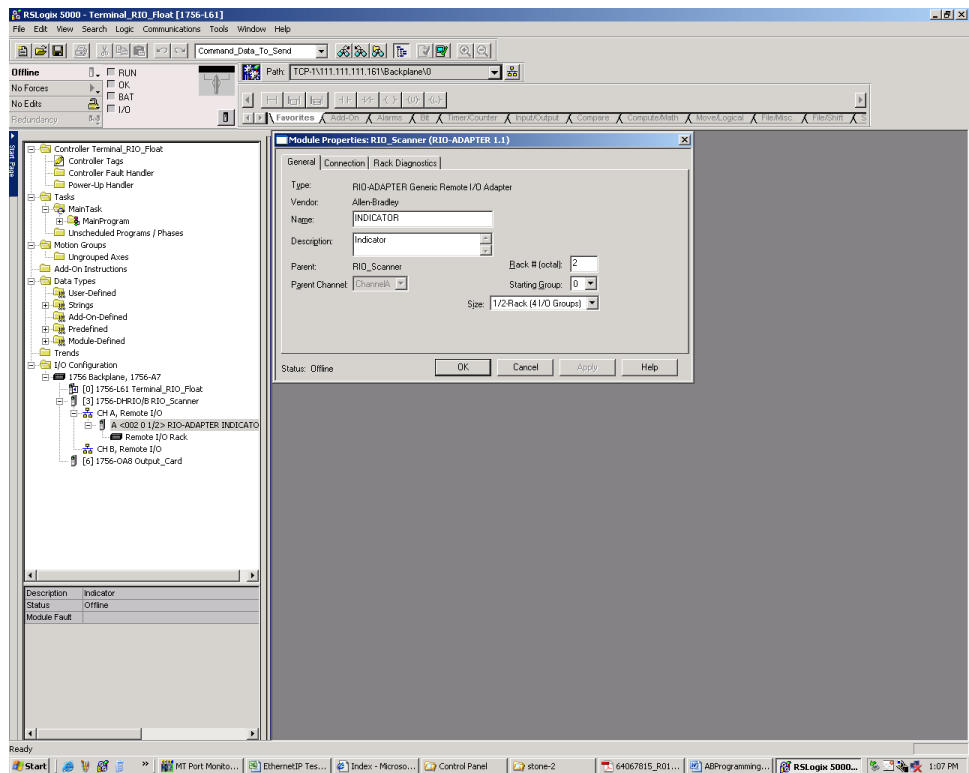 RSLogix 5000 - Terminal_RIO_Float [1756-L61]
File Edit View Search Logic Communications Tools Window Help
Command_Data_To_Send
Offline
RUN
Path: TCP-1\111.111.111.161\Backplane\0
No Forces
OK
No Edits
BAT
I/O
Redundancy
Favorites Add-On Alarms Bit Timer/Counter Input/Output Compare Compute/Math Move/Logical File/Misc. File/Shift S
Start Page
Controller Terminal_RIO_Float
Controller Tags
Controller Fault Handler
Power-Up Handler
Tasks
MainTask
MainProgram
Unscheduled Programs / Phases
Motion Groups
Ungrouped Axes
Add-On Instructions
Data Types
User-Defined
Strings
Add-On-Defined
Predefined
Module-Defined
Trends
I/O Configuration
1756 Backplane, 1756-A7
[0] 1756-L61 Terminal_RIO_Float
[3] 1756-DHRIO/B RIO_Scanner
CH A, Remote I/O
A <002 0 1/2> RIO-ADAPTER INDICATO
Remote I/O Rack
CH B, Remote I/O
[6] 1756-OA8 Output_Card
Module Properties: RIO_Scanner (RIO-ADAPTER 1.1)
General Connection Rack Diagnostics
Type: RIO-ADAPTER Generic Remote I/O Adapter
Vendor: Allen-Bradley
Name: INDICATOR
Description: Indicator
Parent: RIO_Scanner
Rack # (octal): 2
Parent Channel: ChannelA
Starting Group: 0
Size: 1/2-Rack (4 I/O Groups)
Status: Offline
OK Cancel Apply Help
Description Indicator
Status Offline
Module Fault
Ready
Start » MT Port Monito... EthernetIP Tes... Index - Microso... Control Panel stone-2 64067815_R01... ABProgramming... RSLogix 5000... 1:07 PM